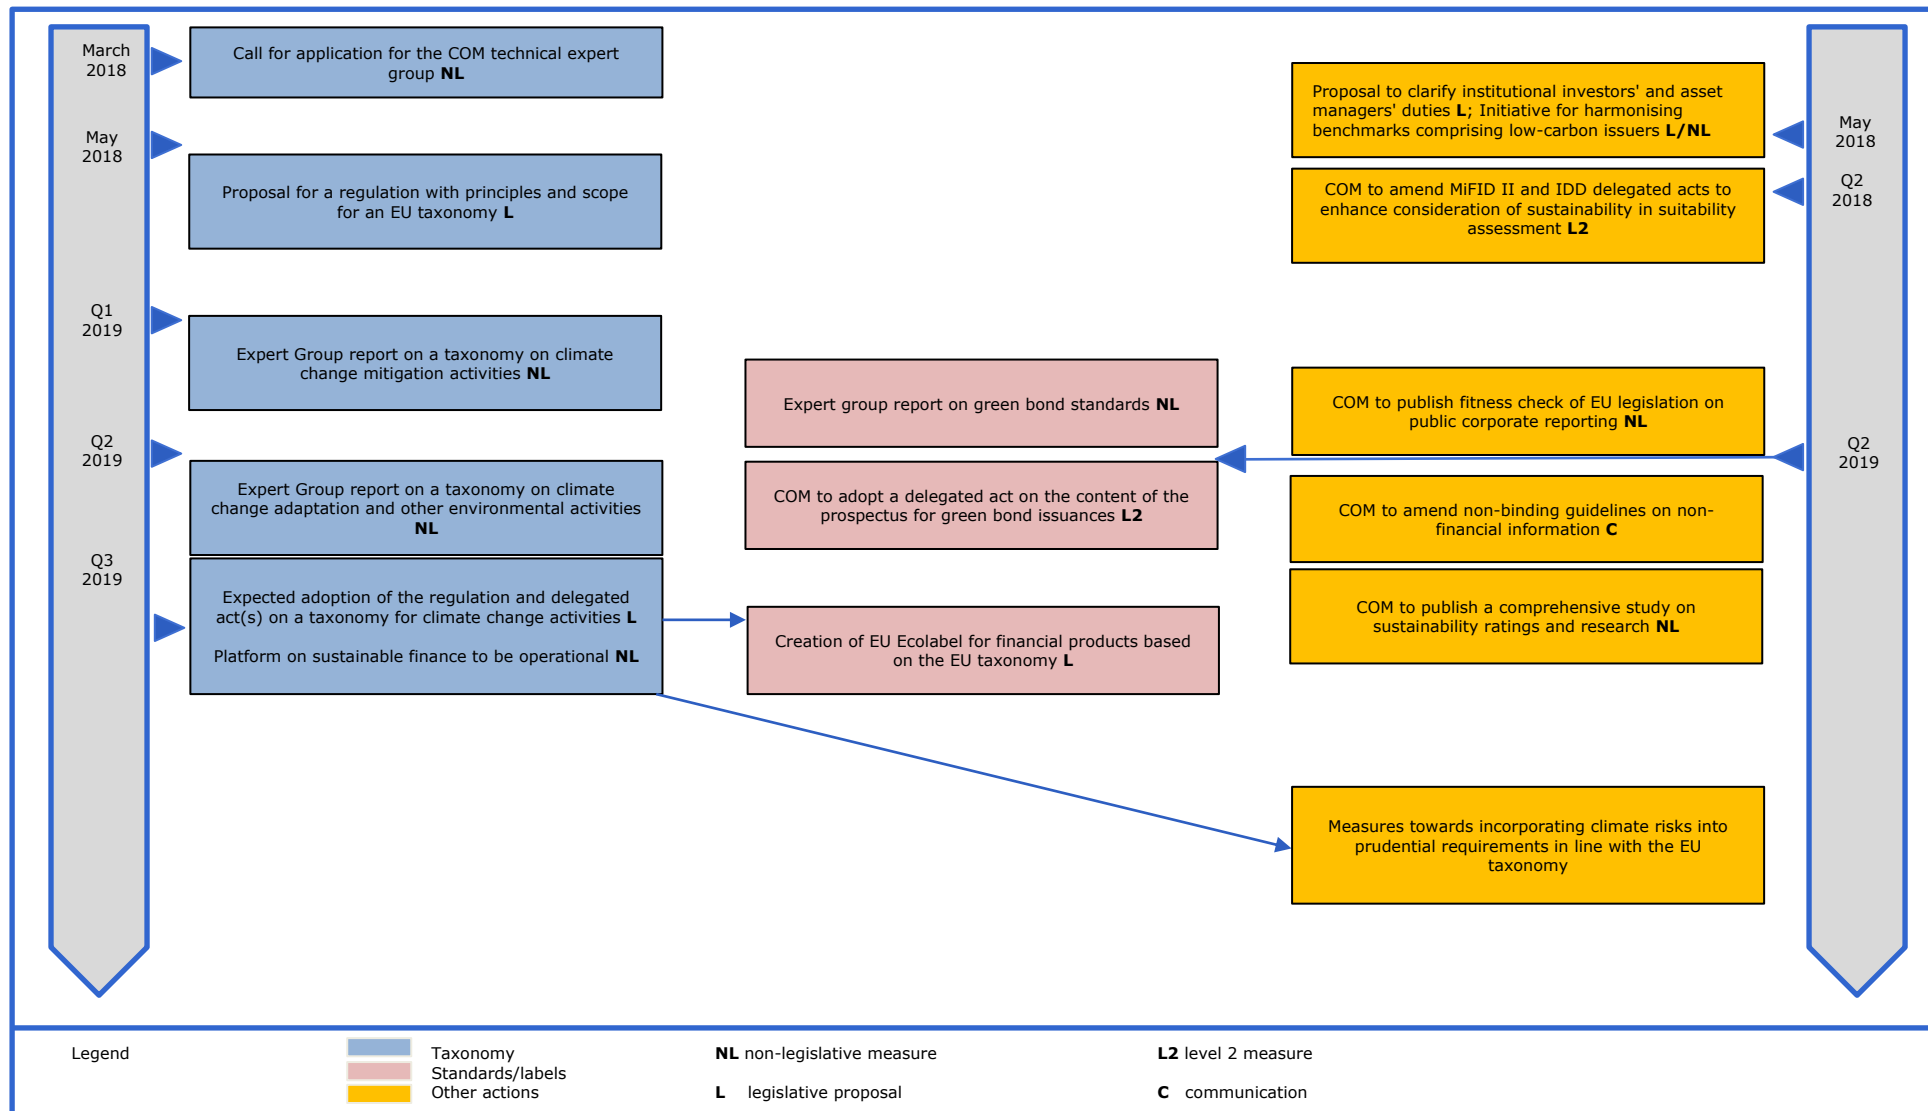 March
2018
Call for application for the COM technical expert
group NL
May
2018
Proposal for a regulation with principles and scope
for an EU taxonomy L
Q1
2019
Expert Group report on a taxonomy on climate
change mitigation activities NL
Q2
2019
Expert Group report on a taxonomy on climate
change adaptation and other environmental activities
NL
Q3
2019
Expected adoption of the regulation and delegated
act(s) on a taxonomy for climate change activities L
Platform on sustainable finance to be operational NL
Expert group report on green bond standards NL
COM to adopt a delegated act on the content of the
prospectus for green bond issuances L2
Creation of EU Ecolabel for financial products based
on the EU taxonomy L
Proposal to clarify institutional investors' and asset
managers' duties L; Initiative for harmonising
benchmarks comprising low-carbon issuers L/NL
May
2018
COM to amend MiFID II and IDD delegated acts to
enhance consideration of sustainability in suitability
assessment L2
Q2
2018
COM to publish fitness check of EU legislation on
public corporate reporting NL
Q2
2019
COM to amend non-binding guidelines on non-
financial information C
COM to publish a comprehensive study on
sustainability ratings and research NL
Measures towards incorporating climate risks into
prudential requirements in line with the EU
taxonomy
Legend
Taxonomy
Standards/labels
Other actions
NL non-legislative measure
L legislative proposal
L2 level 2 measure
C communication